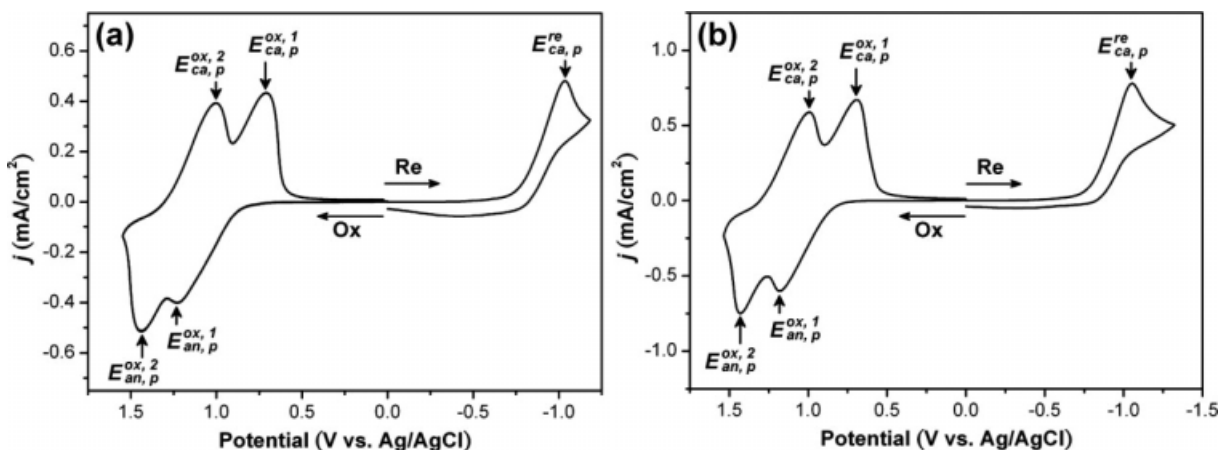 (a)
E^{ox, 2}_{ca, p}
E^{ox, 1}_{ca, p}
E^{re}_{ca, p}
Re
Ox
E^{ox, 1}_{an, p}
E^{ox, 2}_{an, p}
0.6
0.4
0.2
0.0
-0.2
-0.4
-0.6
j (mA/cm²)
1.5 1.0 0.5 0.0 -0.5 -1.0
Potential (V vs. Ag/AgCl)
(b)
E^{ox, 2}_{ca, p}
E^{ox, 1}_{ca, p}
E^{re}_{ca, p}
Re
Ox
E^{ox, 1}_{an, p}
E^{ox, 2}_{an, p}
1.0
0.5
0.0
-0.5
-1.0
j (mA/cm²)
1.5 1.0 0.5 0.0 -0.5 -1.0 -1.5
Potential (V vs. Ag/AgCl)